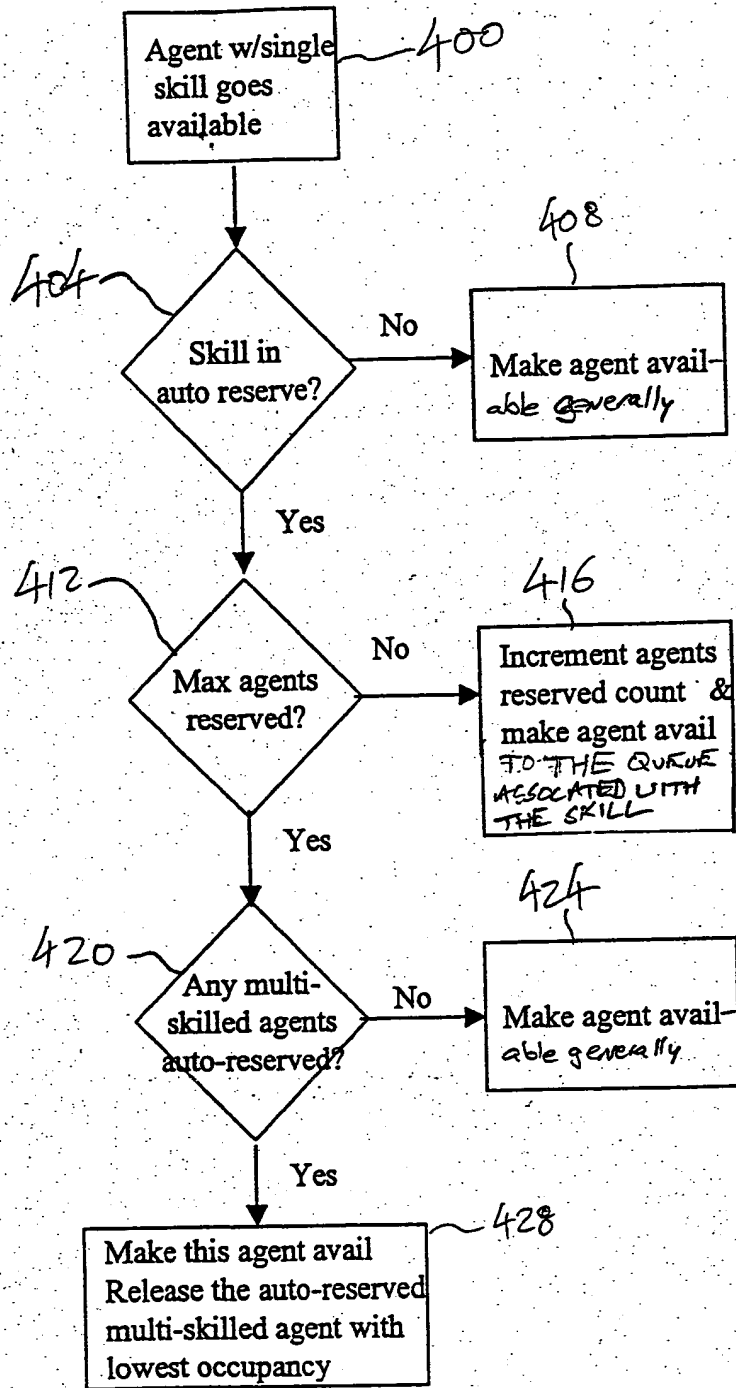 Agent w/single
skill goes
available
400
404
Skill in
auto reserve?
No
408
Make agent avail-
able generally
Yes
412
Max agents
reserved?
No
416
Increment agents
reserved count &
make agent avail
TO THE QUEUE
ASSOCATED WITH
THE SKILL
Yes
420
Any multi-
skilled agents
auto-reserved?
No
424
Make agent avail-
able generally
Yes
428
Make this agent avail
Release the auto-reserved
multi-skilled agent with
lowest occupancy